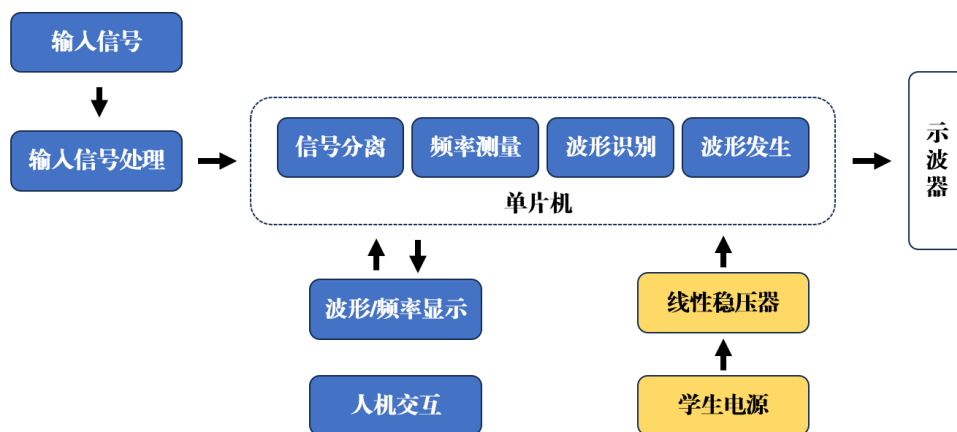 输入信号
输入信号处理
信号分离
频率测量
波形识别
波形发生
单片机
示
波
器
波形/频率显示
线性稳压器
人机交互
学生电源